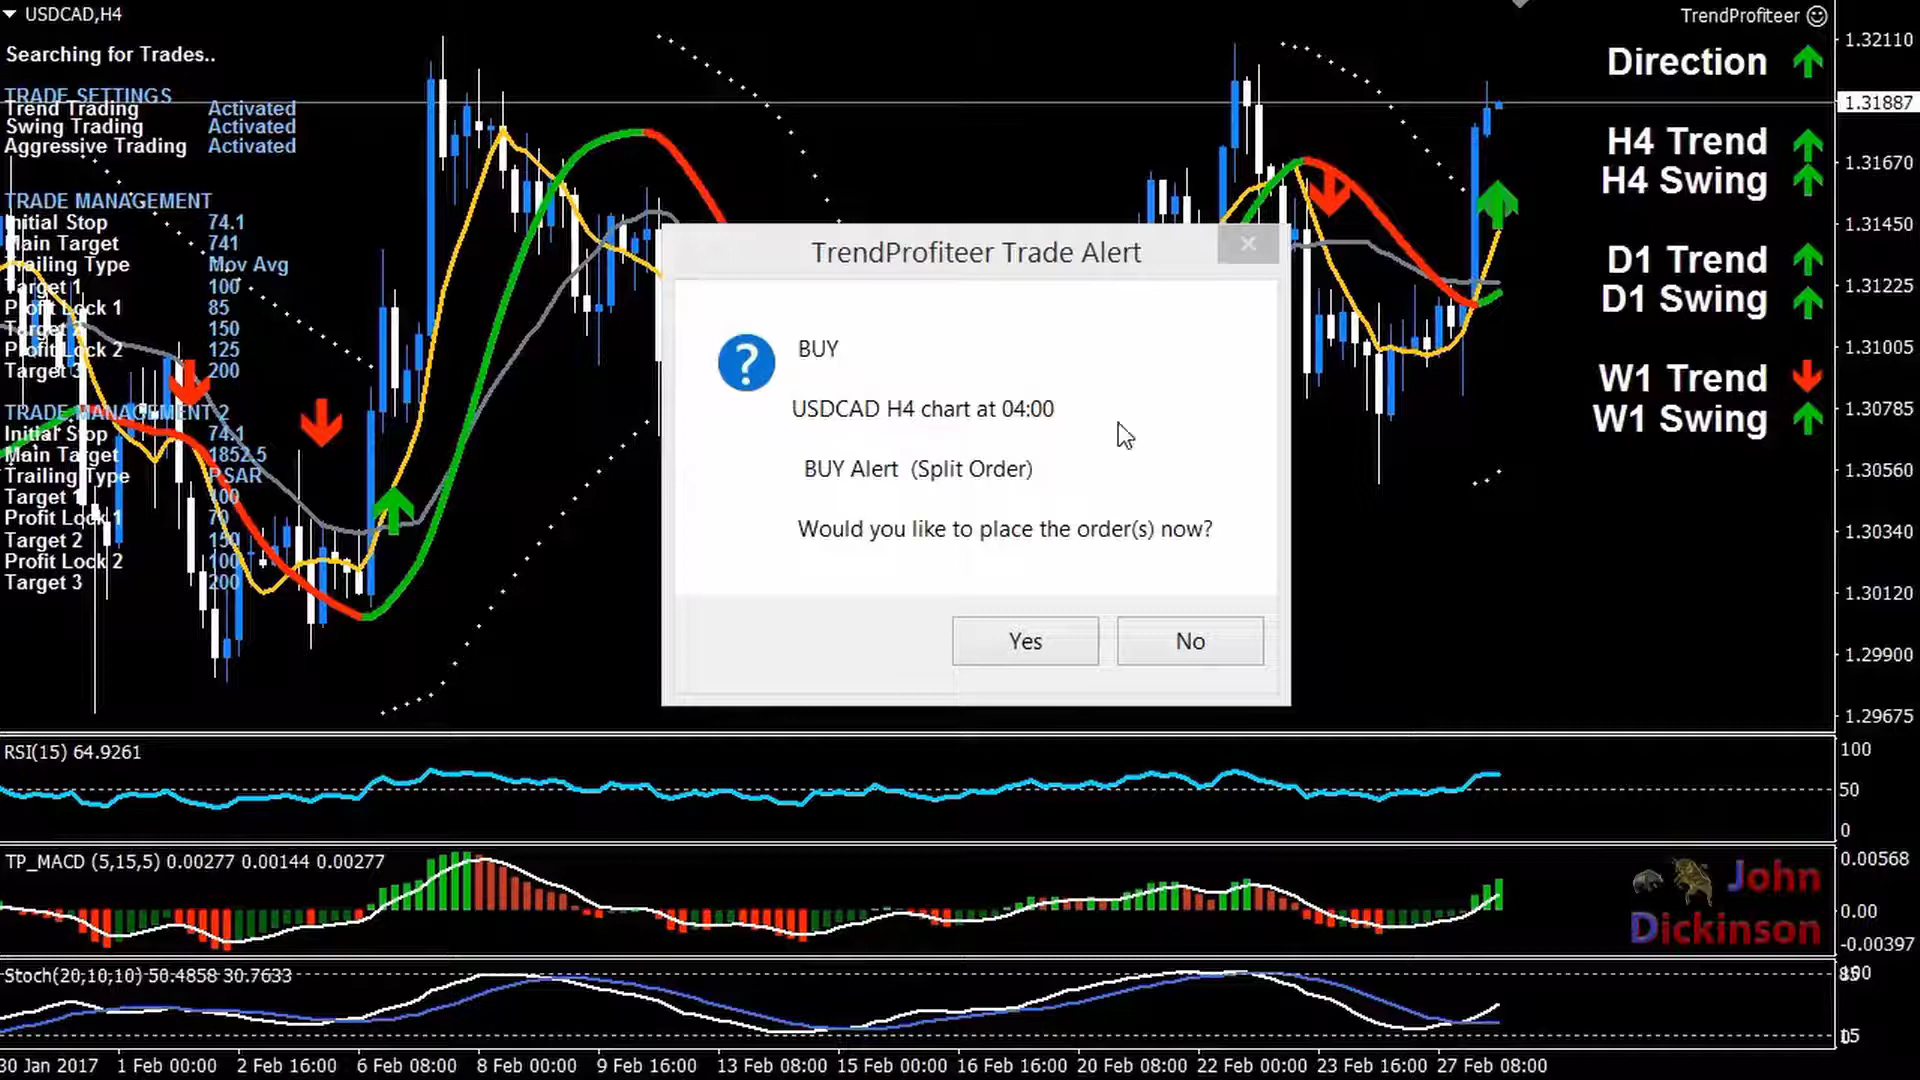 USDCAD,H4
TrendProfiteer
Searching for Trades..
TRADE SETTINGS
Trend Trading Activated
Swing Trading Activated
Aggressive Trading Activated
TRADE MANAGEMENT
Initial Stop 74.1
Main Target 741
Trailing Type Mov Avg
Target 1 100
Profit Lock 1 85
Target 2 150
Profit Lock 2 125
Target 3 200
TRADE MANAGEMENT 2
Initial Stop 74.1
Main Target 1852.5
Trailing Type PSAR
Target 1 100
Profit Lock 1 70
Target 2 150
Profit Lock 2 100
Target 3 200
TrendProfiteer Trade Alert
BUY
USDCAD H4 chart at 04:00
BUY Alert (Split Order)
Would you like to place the order(s) now?
Yes
No
Direction
H4 Trend
H4 Swing
D1 Trend
D1 Swing
W1 Trend
W1 Swing
1.32110
1.31887
1.31670
1.31450
1.31225
1.31005
1.30785
1.30560
1.30340
1.30120
1.29900
1.29675
RSI(15) 64.9261
100
50
0
TP_MACD (5,15,5) 0.00277 0.00144 0.00277
0.00568
0.00
-0.00397
John
Dickinson
Stoch(20,10,10) 50.4858 30.7633
30 Jan 2017
1 Feb 00:00
2 Feb 16:00
6 Feb 08:00
8 Feb 00:00
9 Feb 16:00
13 Feb 08:00
15 Feb 00:00
16 Feb 16:00
20 Feb 08:00
22 Feb 00:00
23 Feb 16:00
27 Feb 08:00